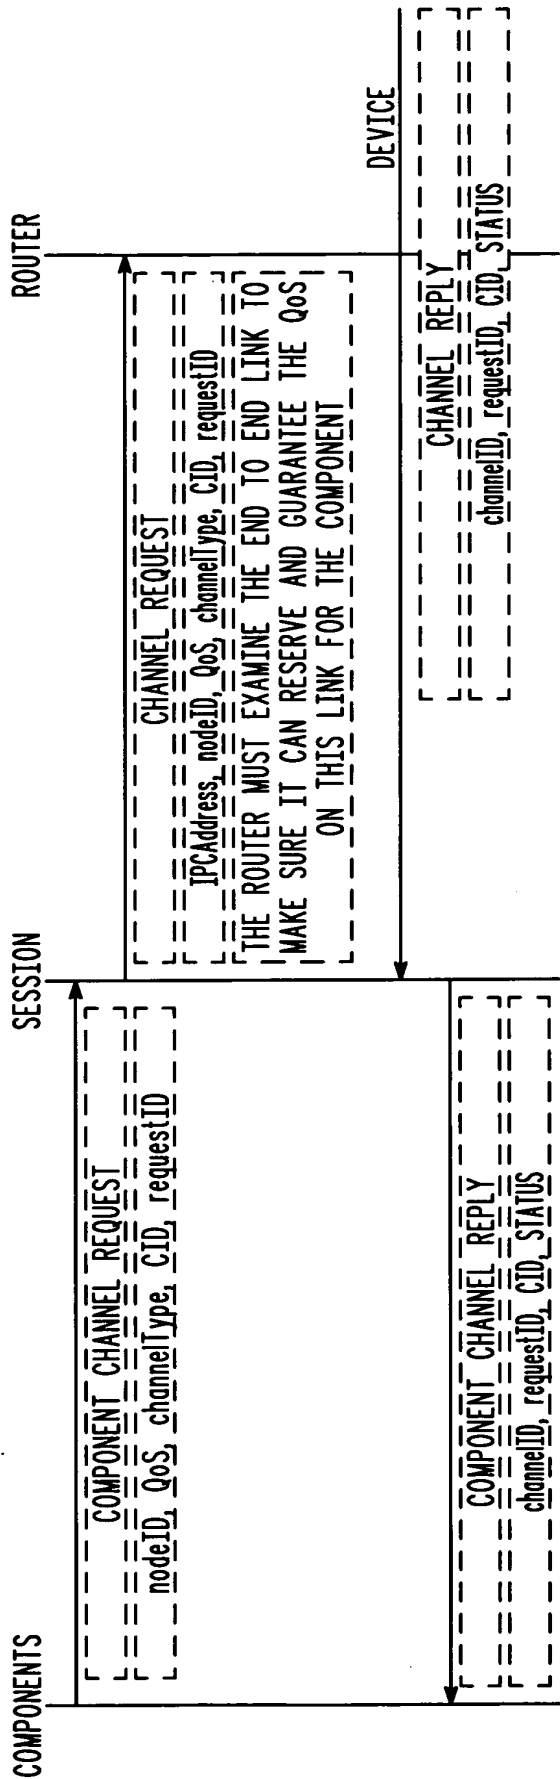 COMPONENTS
SESSION
ROUTER
COMPONENT CHANNEL REQUEST
nodeID, QoS, channelType, CID, requestID
CHANNEL REQUEST
IPCAddress, nodeID, QoS, channelType, CID, requestID
THE ROUTER MUST EXAMINE THE END TO END LINK TO
MAKE SURE IT CAN RESERVE AND GUARANTEE THE QoS
ON THIS LINK FOR THE COMPONENT
DEVICE
CHANNEL REPLY
channelID, requestID, CID, STATUS
COMPONENT CHANNEL REPLY
channelID, requestID, CID, STATUS